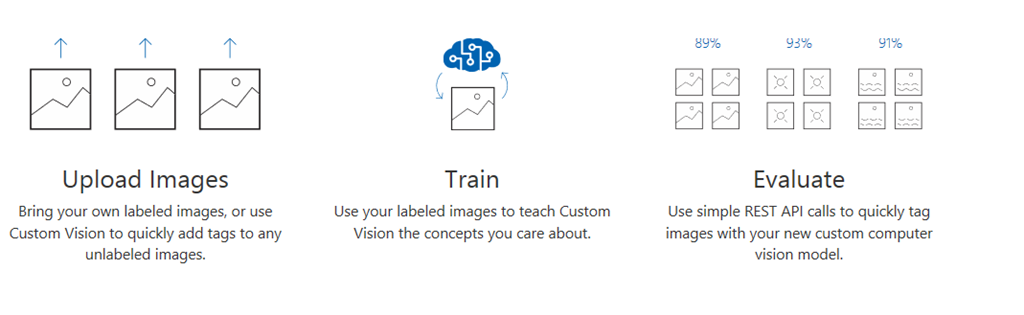 89% 93% 91%
Upload Images
Bring your own labeled images, or use
Custom Vision to quickly add tags to any
unlabeled images.
Train
Use your labeled images to teach Custom
Vision the concepts you care about.
Evaluate
Use simple REST API calls to quickly tag
images with your new custom computer
vision model.